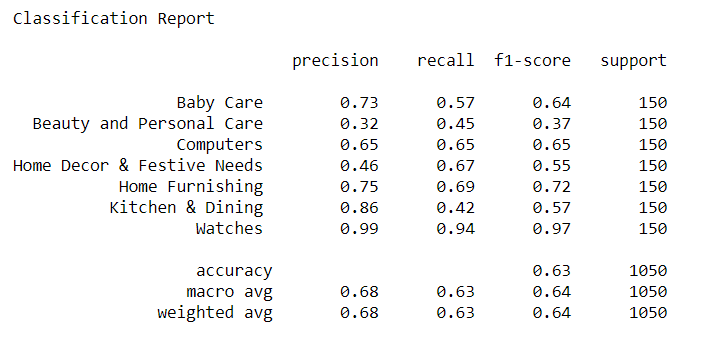 Classification Report
precision recall f1-score support
Baby Care 0.73 0.57 0.64 150
Beauty and Personal Care 0.32 0.45 0.37 150
Computers 0.65 0.65 0.65 150
Home Decor & Festive Needs 0.46 0.67 0.55 150
Home Furnishing 0.75 0.69 0.72 150
Kitchen & Dining 0.86 0.42 0.57 150
Watches 0.99 0.94 0.97 150
accuracy 0.63 1050
macro avg 0.68 0.63 0.64 1050
weighted avg 0.68 0.63 0.64 1050